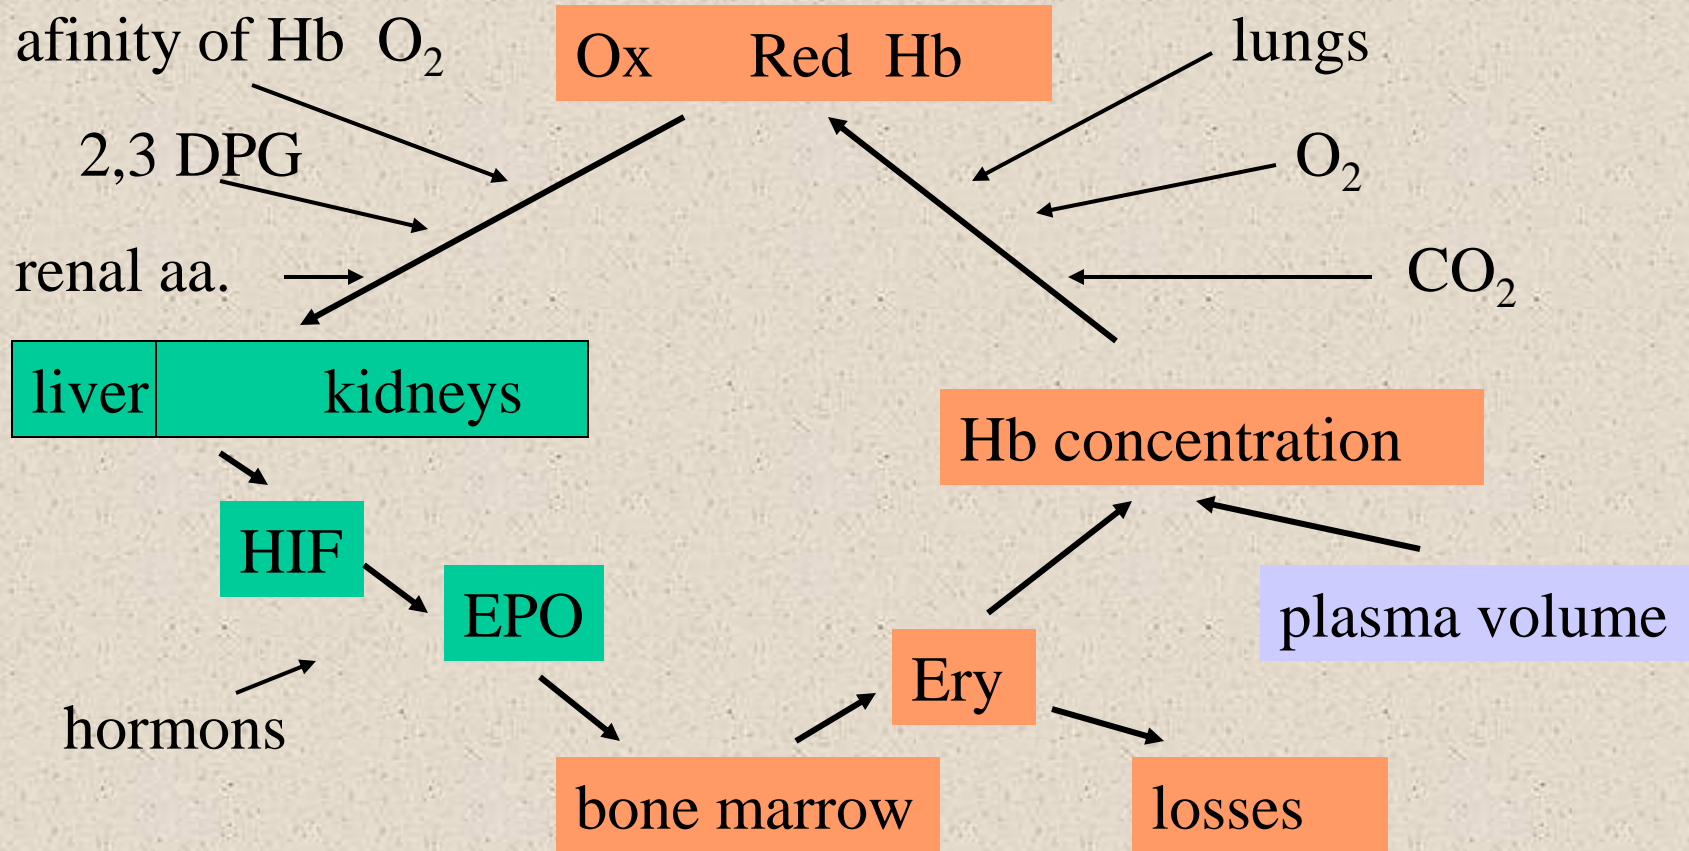 afinity of Hb O₂
Ox Red Hb
lungs
2,3 DPG
O₂
renal aa.
CO₂
liver
kidneys
Hb concentration
HIF
EPO
plasma volume
Ery
hormons
bone marrow
losses